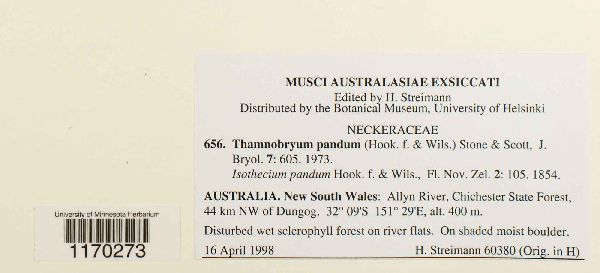 MUSCI AUSTRALASIAE EXSICCATI
Edited by H. Streimann
Distributed by the Botanical Museum, University of Helsinki
NECKERACEAE
656. Thamnobryum pandum (Hook. f. & Wils.) Stone & Scott, J.
Bryol. 7: 605. 1973.
Isothecium pandum Hook. f. & Wils., Fl. Nov. Zel. 2: 105. 1854.
AUSTRALIA. New South Wales: Allyn River, Chichester State Forest,
44 km NW of Dungog. 32° 09'S 151° 29'E, alt. 400 m.
Disturbed wet sclerophyll forest on river flats. On shaded moist boulder.
16 April 1998 H. Streimann 60380 (Orig. in H)
University of Minnesota Herbarium
1170273